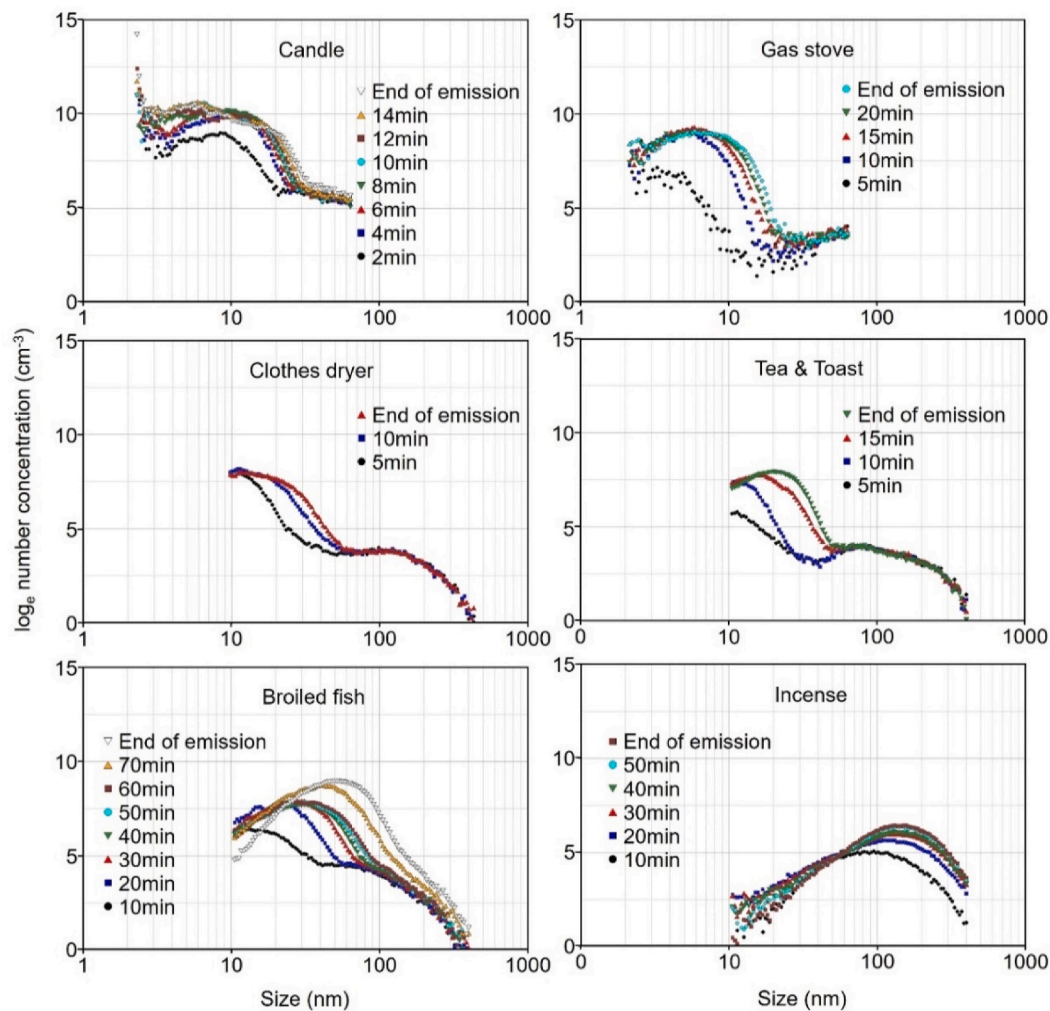 Candle
15
10
5
0
End of emission
14min
12min
10min
8min
6min
4min
2min
1
10
100
1000
Gas stove
15
10
5
0
End of emission
20min
15min
10min
5min
1
10
100
1000
Clothes dryer
15
10
5
0
End of emission
10min
5min
1
10
100
1000
Tea & Toast
15
10
5
0
End of emission
15min
10min
5min
0
10
100
1000
Broiled fish
15
10
5
0
End of emission
70min
60min
50min
40min
30min
20min
10min
1
10
100
1000
Incense
15
10
5
0
End of emission
50min
40min
30min
20min
10min
0
10
100
1000
logₑ number concentration (cm⁻³)
Size (nm)
Size (nm)